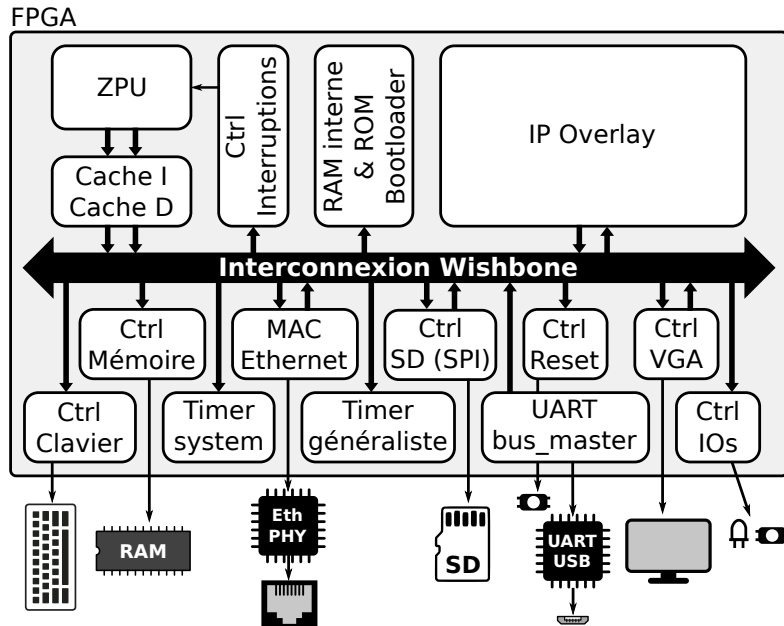 FPGA
ZPU
Ctrl
Interruptions
RAM interne
& ROM
Bootloader
IP Overlay
Cache I
Cache D
Interconnexion Wishbone
Ctrl
Mémoire
MAC
Ethernet
Ctrl
SD (SPI)
Ctrl
Reset
Ctrl
VGA
Ctrl
Clavier
Timer
system
Timer
généraliste
UART
bus_master
Ctrl
IOs
RAM
Eth
PHY
SD
UART
USB